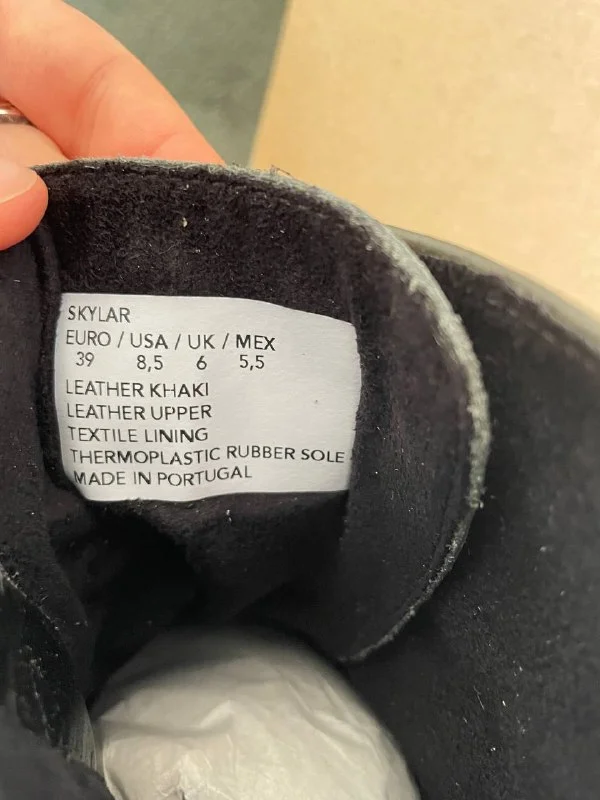 SKYLAR
EURO / USA / UK / MEX
39 8,5 6 5,5
LEATHER KHAKI
LEATHER UPPER
TEXTILE LINING
THERMOPLASTIC RUBBER SOLE
MADE IN PORTUGAL